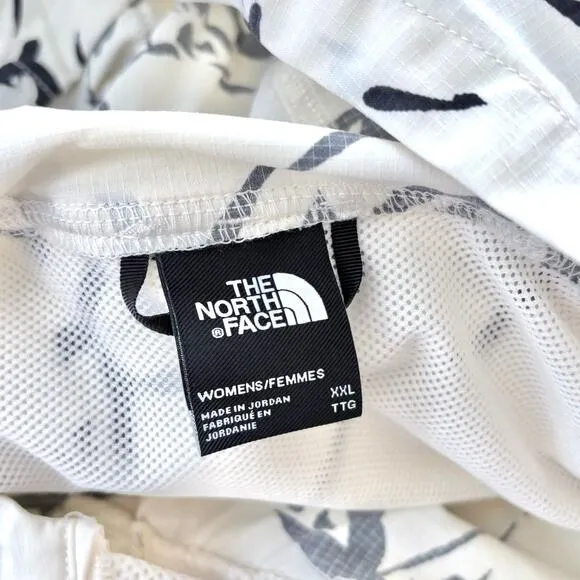 THE
NORTH
FACE
®
WOMENS/FEMMES
MADE IN JORDAN
FABRIQUÉ EN
JORDANIE
XXL
TTG